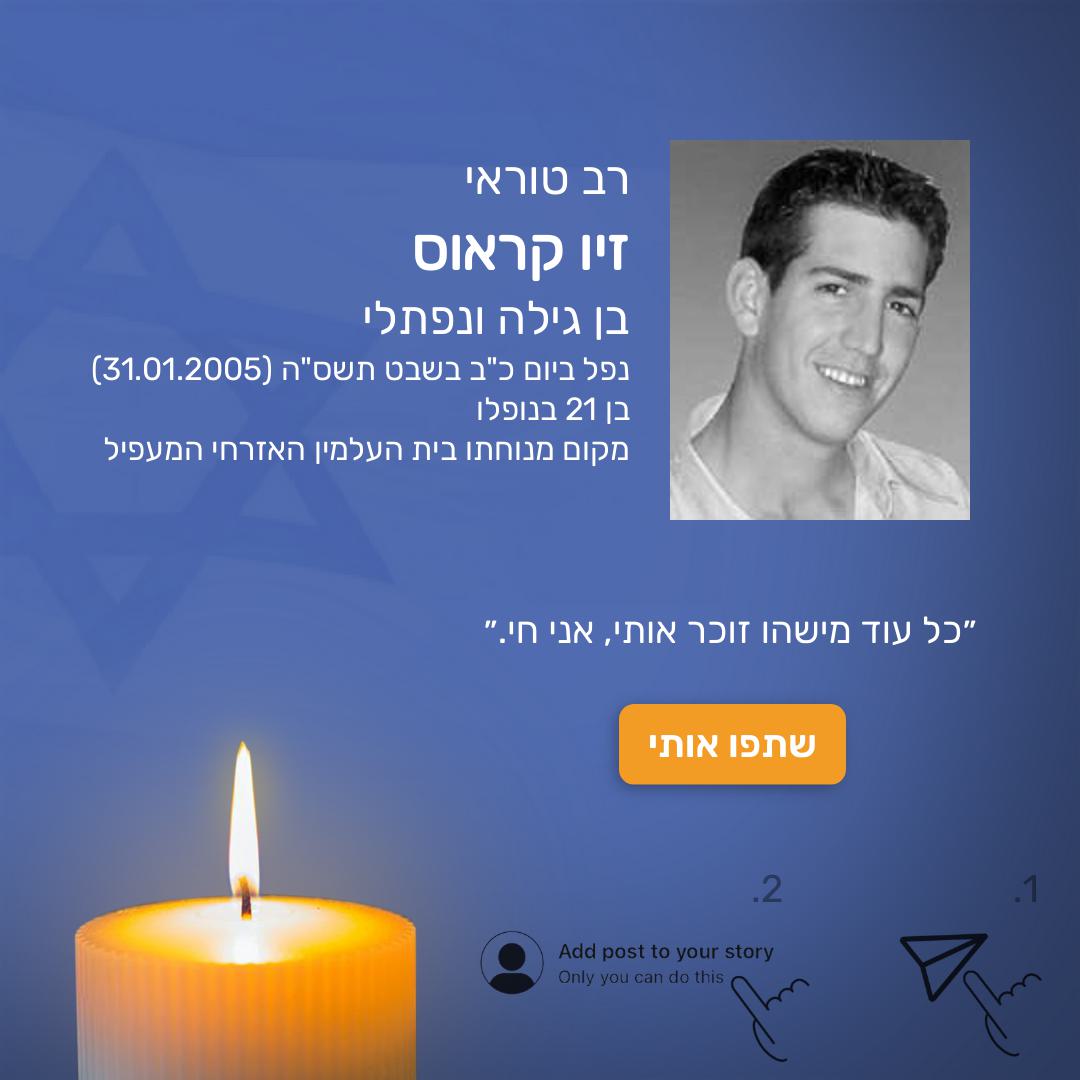 רב טוראי
זיו קראוס
בן גילה ונפתלי
נפל ביום כ"ב בשבט תשס"ה (31.01.2005)
בן 21 בנופלו
מקום מנוחתו בית העלמין האזרחי המעפיל
״כל עוד מישהו זוכר אותי, אני חי.״
שתפו אותי
.1
.2
Add post to your story
Only you can do this